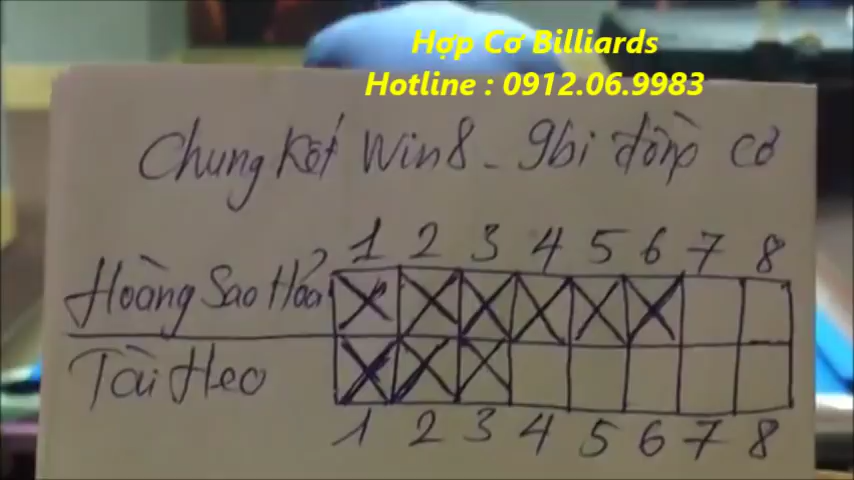 Hợp Cơ Billiards
Hotline : 0912.06.9983
Chung Kết Win8 - 9bi đồng cơ
1 2 3 4 5 6 7 8
Hoàng Sao Hỏa
Tài Heo
1 2 3 4 5 6 7 8